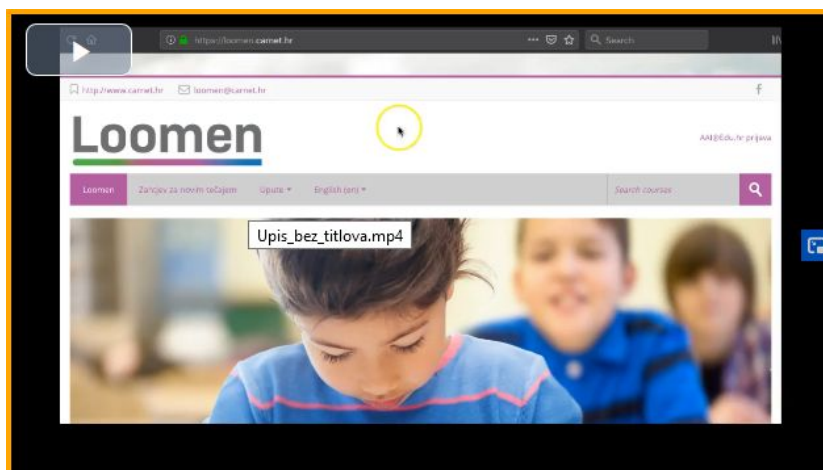 https://loomen.carnet.hr
Search
http://www.carnet.hr loomen@carnet.hr
Loomen
AAI@Edu.hr prijava
Loomen Zahtjev za novim tečajem Upute English (en) Search courses
Upis_bez_titlova.mp4